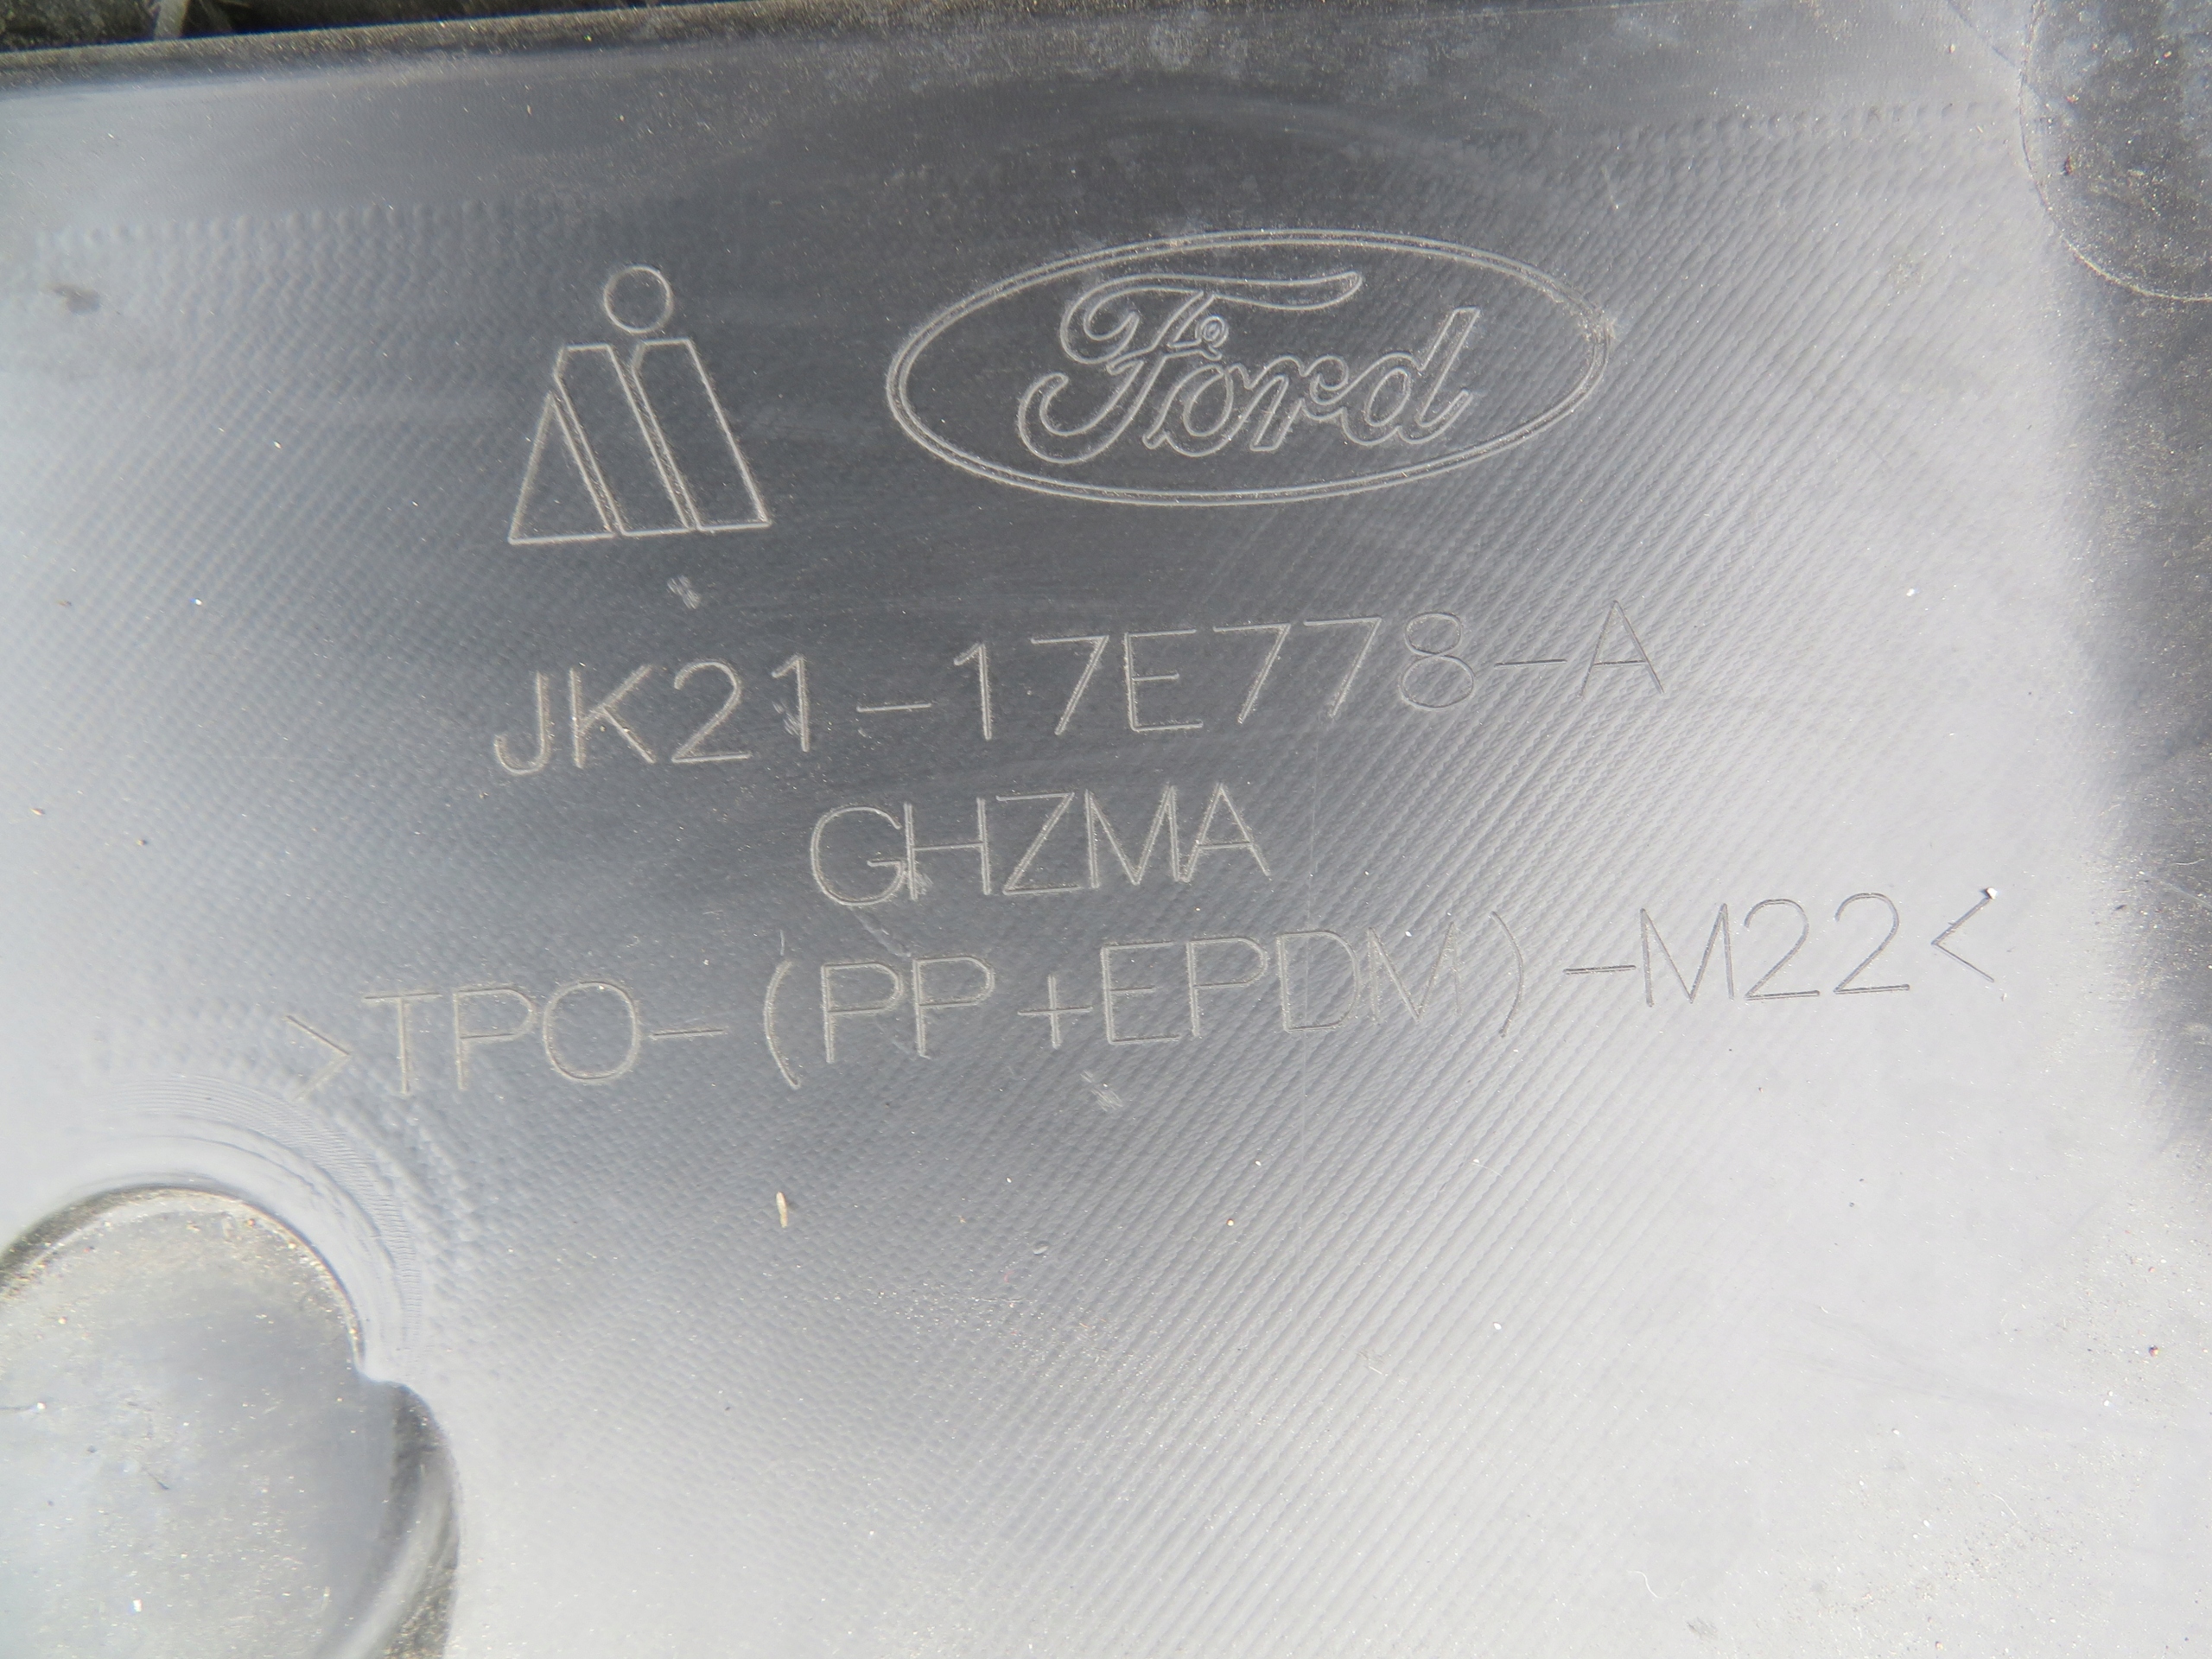 Ford
JK21-17E778-A
GHZMA
>TPO-(PP+EPDM)-M22<